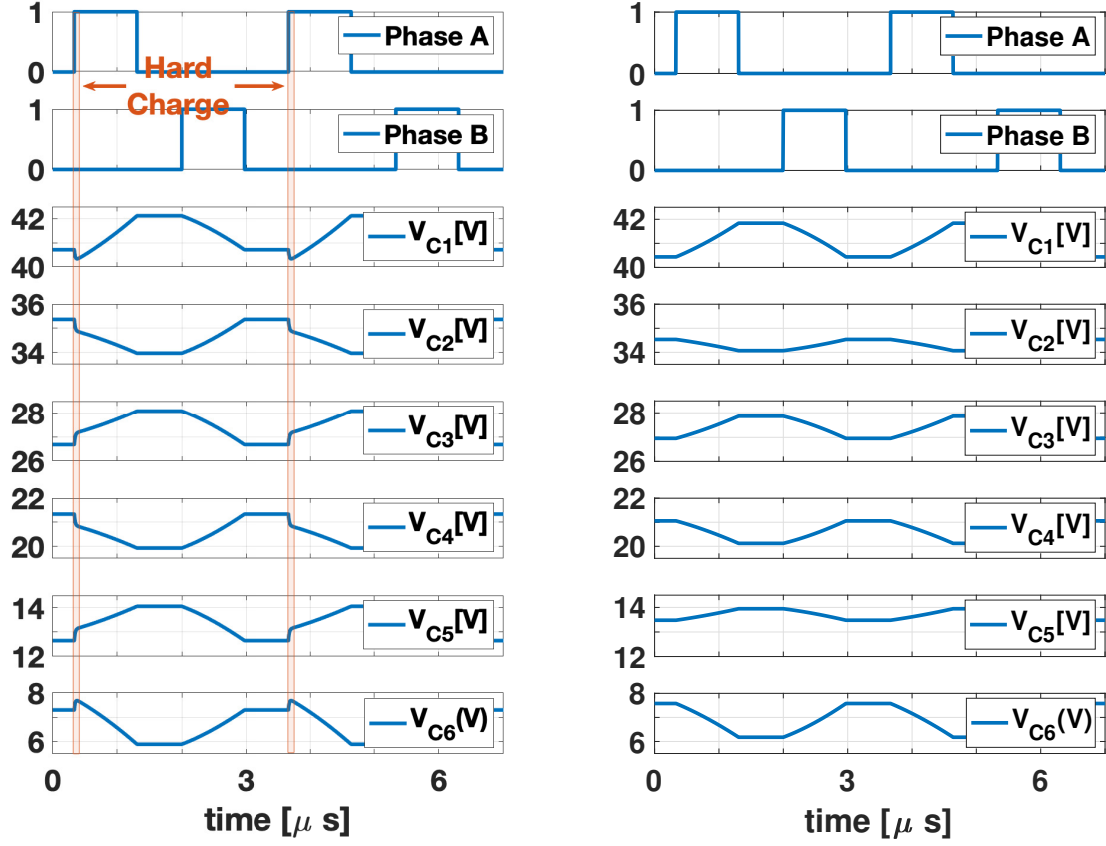 1
Phase A
0
Hard
Charge
1
Phase B
0
42
V_C1[V]
40
36
V_C2[V]
34
28
V_C3[V]
26
22
V_C4[V]
20
14
V_C5[V]
12
8
V_C6(V)
6
0 3 6
time [μ s]
1
Phase A
0
1
Phase B
0
42
V_C1[V]
40
36
V_C2[V]
34
28
V_C3[V]
26
22
V_C4[V]
20
14
V_C5[V]
12
8
V_C6(V)
6
0 3 6
time [μ s]